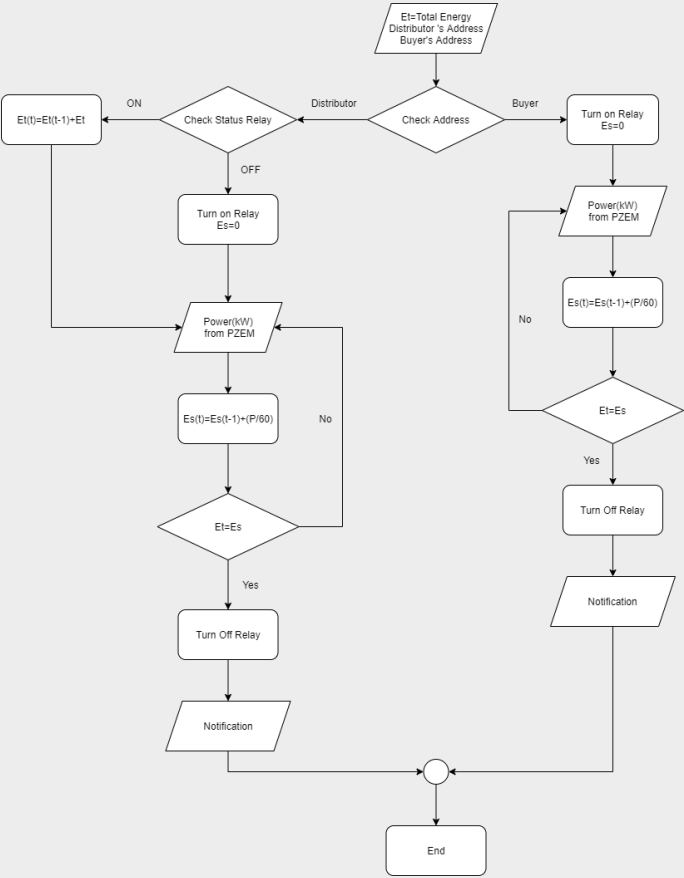 Et=Total Energy
Distributor 's Address
Buyer's Address
ON
Distributor
Buyer
Et(t)=Et(t-1)+Et
Check Status Relay
Check Address
Turn on Relay
Es=0
OFF
Turn on Relay
Es=0
Power(kW)
from PZEM
Es(t)=Es(t-1)+(P/60)
No
Power(kW)
from PZEM
Es(t)=Es(t-1)+(P/60)
No
Et=Es
Yes
Turn Off Relay
Et=Es
Yes
Notification
Turn Off Relay
Notification
End